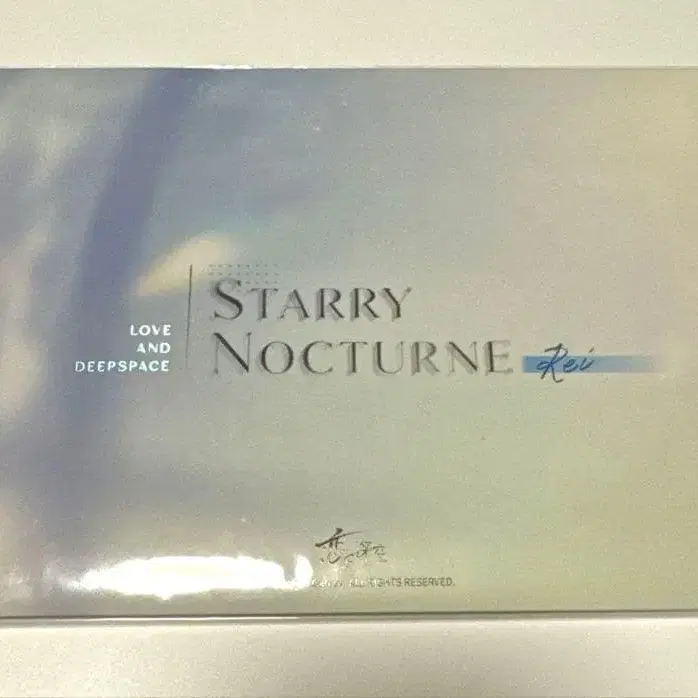 LOVE
AND
DEEPSPACE
STARRY
NOCTURNE Rei
恋与深空
ALL RIGHTS RESERVED.